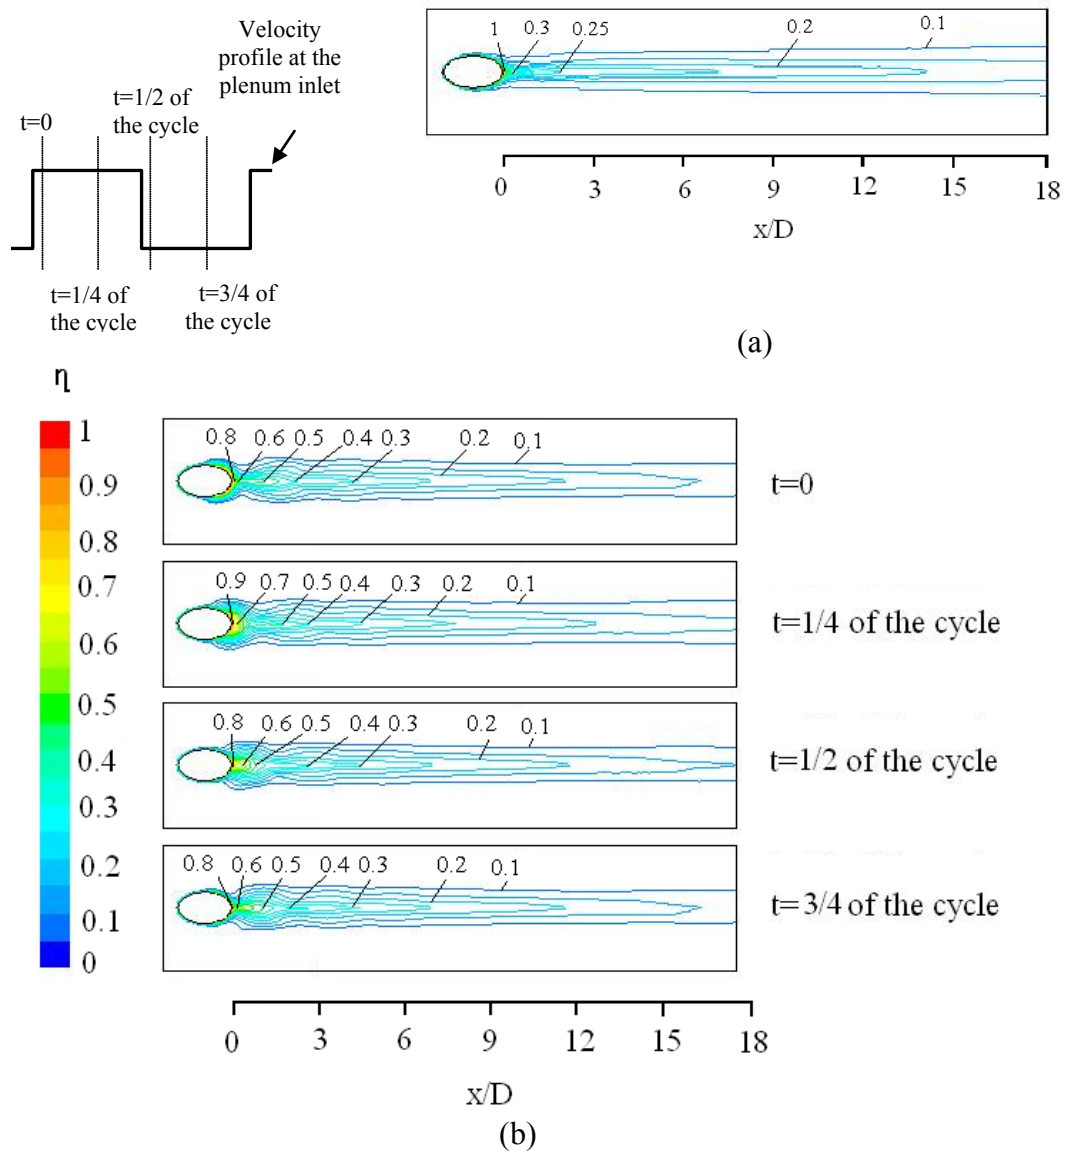 Velocity
profile at the
plenum inlet
t=1/2 of
the cycle
t=0
t=1/4 of
the cycle
t=3/4 of
the cycle
1 0.3 0.25 0.2 0.1
0 3 6 9 12 15 18
x/D
(a)
η
1
0.9
0.8
0.7
0.6
0.5
0.4
0.3
0.2
0.1
0
0.8 0.6 0.5 0.4 0.3 0.2 0.1
t=0
0.9 0.7 0.5 0.4 0.3 0.2 0.1
t=1/4 of the cycle
0.8 0.6 0.5 0.4 0.3 0.2 0.1
t=1/2 of the cycle
0.8 0.6 0.5 0.4 0.3 0.2 0.1
t=3/4 of the cycle
0 3 6 9 12 15 18
x/D
(b)